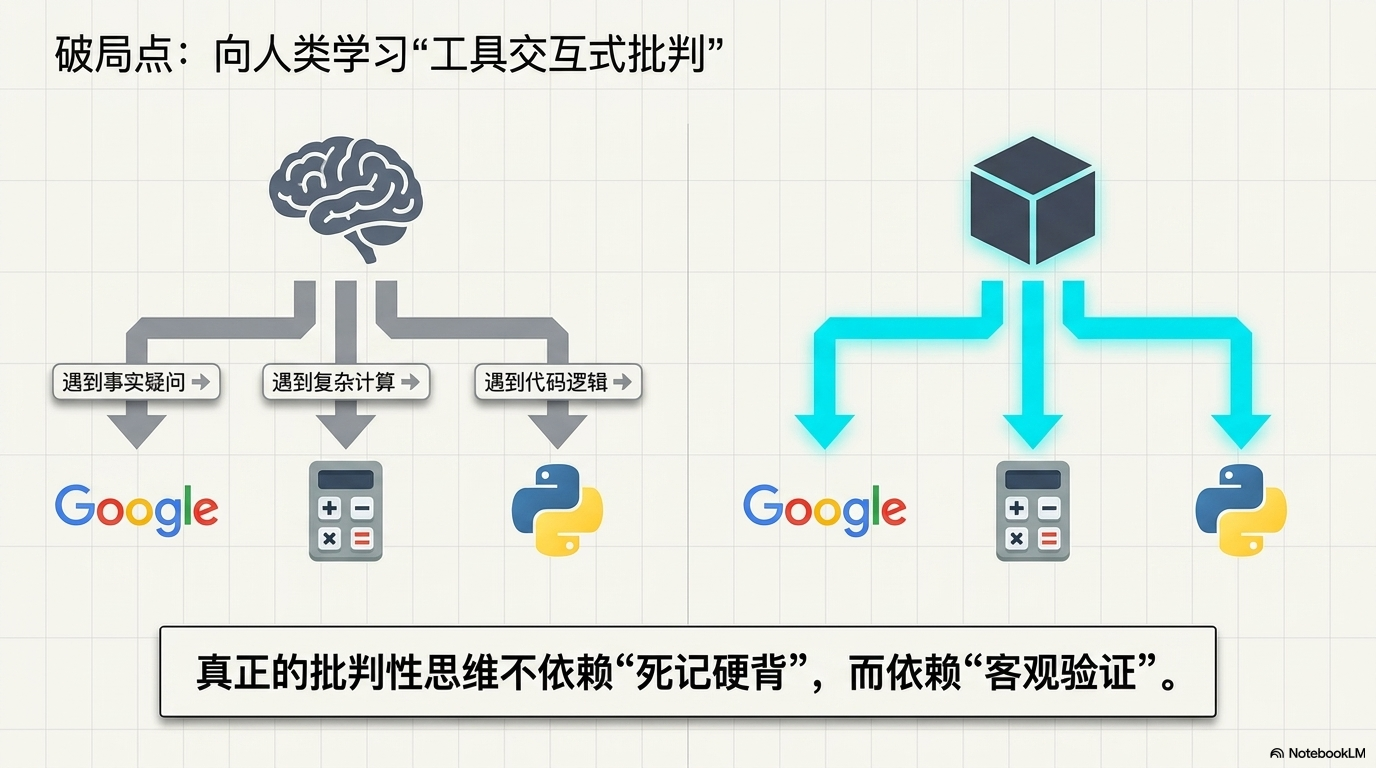 破局点：向人类学习“工具交互式批判”
遇到事实疑问
遇到复杂计算
遇到代码逻辑
Google
Google
真正的批判性思维不依赖“死记硬背”，而依赖“客观验证”。
NotebookLM